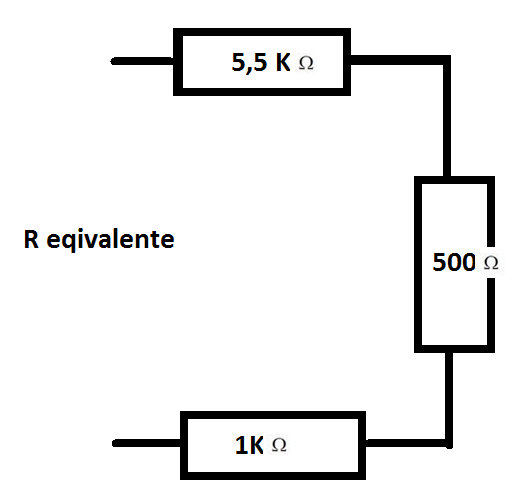 5,5 K Ω
R eqivalente
500 Ω
1K Ω